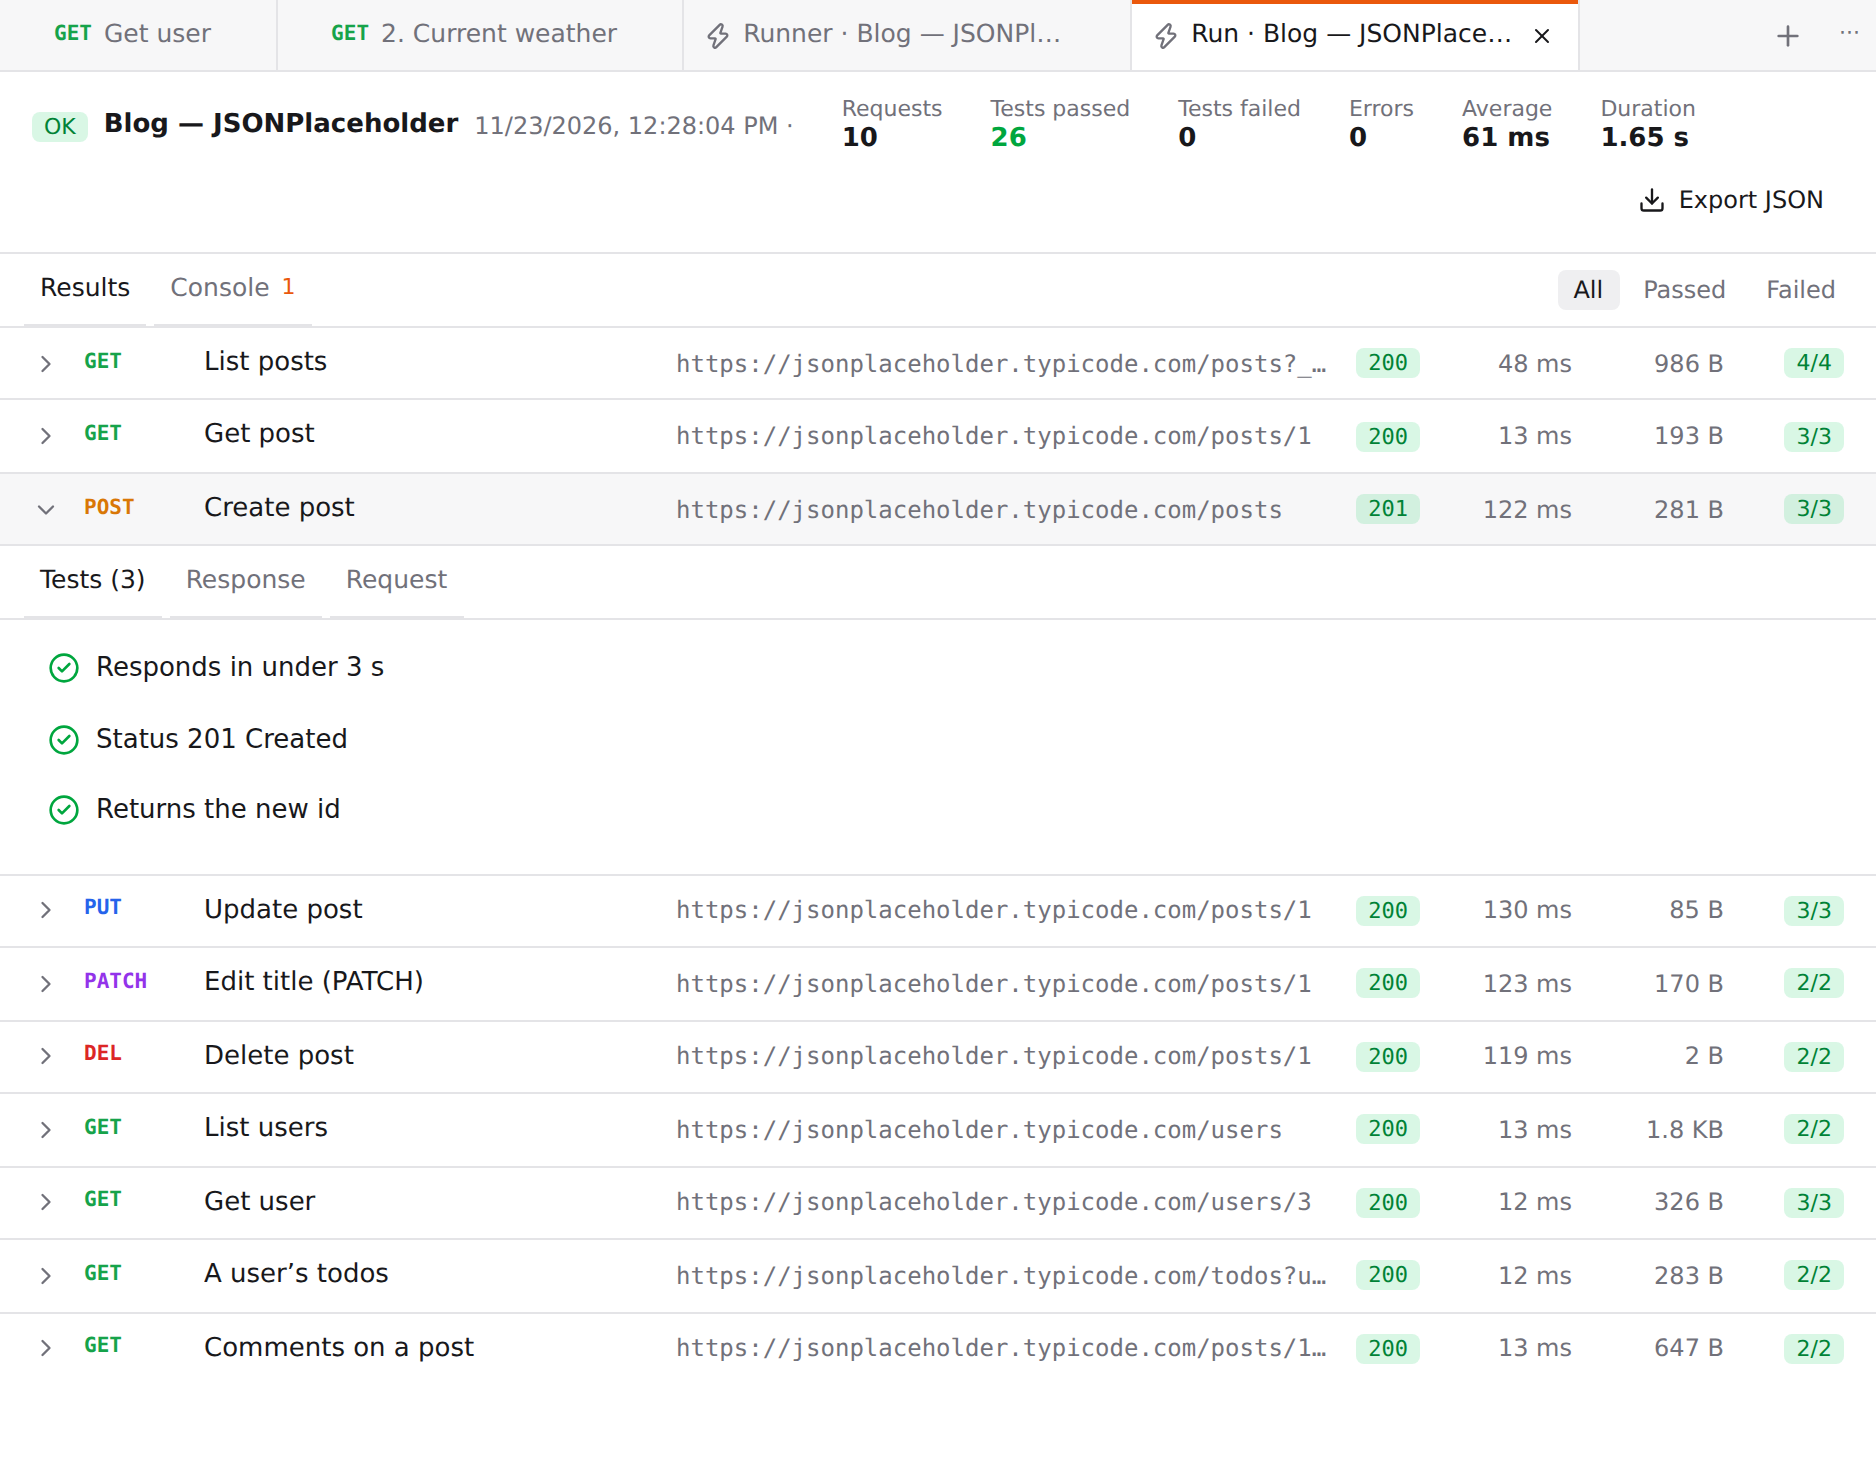 GET Get user
GET 2. Current weather
Runner · Blog — JSONPl…
Run · Blog — JSONPlace…
OK Blog — JSONPlaceholder 11/23/2026, 12:28:04 PM ·
Requests Tests passed Tests failed Errors Average Duration
10 26 0 0 61 ms 1.65 s
Export JSON
Results Console 1 All Passed Failed
GET List posts https://jsonplaceholder.typicode.com/posts?_… 200 48 ms 986 B 4/4
GET Get post https://jsonplaceholder.typicode.com/posts/1 200 13 ms 193 B 3/3
POST Create post https://jsonplaceholder.typicode.com/posts 201 122 ms 281 B 3/3
Tests (3) Response Request
Responds in under 3 s
Status 201 Created
Returns the new id
PUT Update post https://jsonplaceholder.typicode.com/posts/1 200 130 ms 85 B 3/3
PATCH Edit title (PATCH) https://jsonplaceholder.typicode.com/posts/1 200 123 ms 170 B 2/2
DEL Delete post https://jsonplaceholder.typicode.com/posts/1 200 119 ms 2 B 2/2
GET List users https://jsonplaceholder.typicode.com/users 200 13 ms 1.8 KB 2/2
GET Get user https://jsonplaceholder.typicode.com/users/3 200 12 ms 326 B 3/3
GET A user’s todos https://jsonplaceholder.typicode.com/todos?u… 200 12 ms 283 B 2/2
GET Comments on a post https://jsonplaceholder.typicode.com/posts/1… 200 13 ms 647 B 2/2